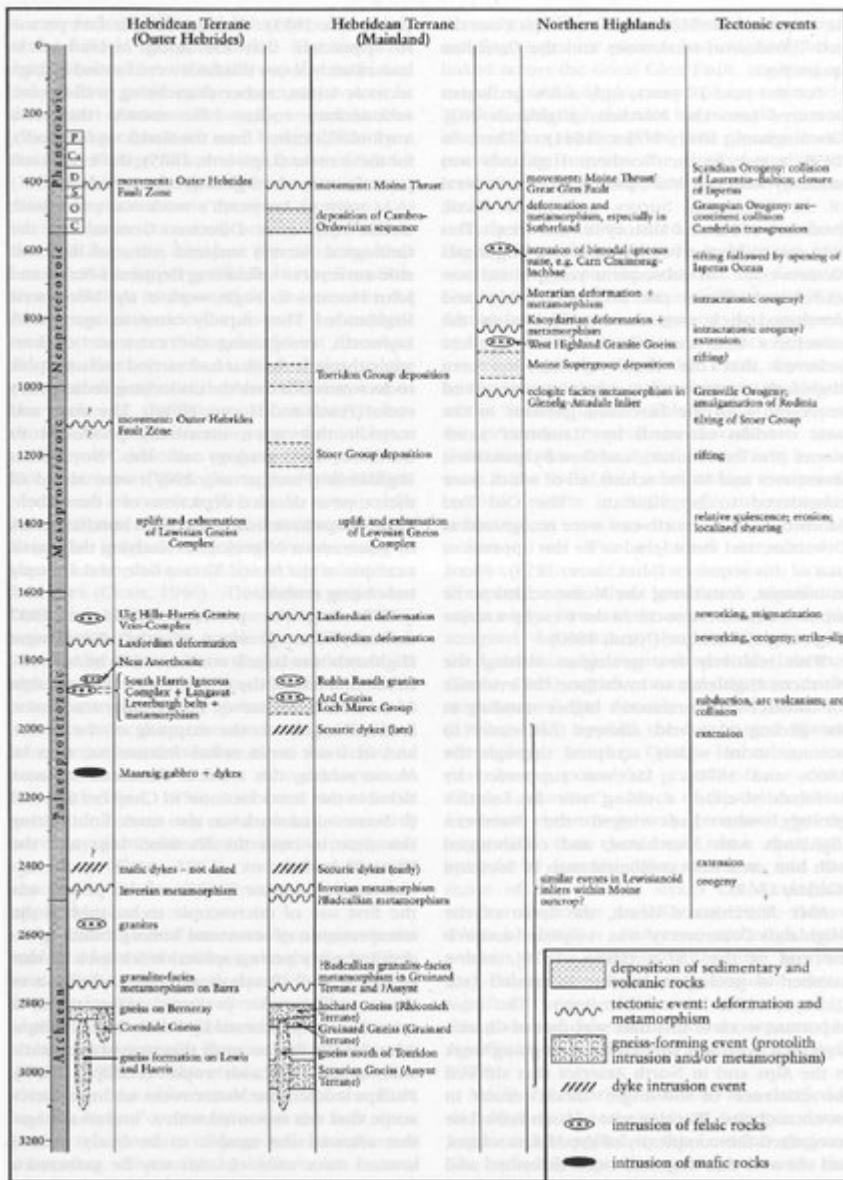 Hebridean Terrane
(Outer Hebrides)
Hebridean Terrane
(Mainland)
Northern Highlands
Tectonic events
0
200
400
600
800
1000
1200
1400
1600
1800
2000
2200
2400
2600
2800
3000
3200
Phanerozoic
Neoproterozoic
Mesoproterozoic
Palaeoproterozoic
Archaean
P
Ca
D
S
O
C
movement: Outer Hebrides
Fault Zone
movement: Outer Hebrides
Fault Zone
uplift and exhumation
of Lewisian Gneiss
Complex
Uig Hills–Harris Granite
Vein-Complex
Laxfordian deformation
Ness Anorthosite
South Harris Igneous
Complex + Langavat
Leverburgh belts +
metamorphism
Maaruig gabbro + dykes
?
mafic dykes – not dated
Inverian metamorphism
granites
granulite-facies
metamorphism on Barra
gneiss on Berneray
Corodale Gneiss
gneiss formation on Lewis
and Harris
movement: Moine Thrust
deposition of Cambro-
Ordovician sequence
Torridon Group deposition
Stoer Group deposition
uplift and exhumation
of Lewisian Gneiss
Complex
Laxfordian deformation
Laxfordian deformation
Rubha Ruadh granites
Ard Gneiss
Loch Maree Group
Scourie dykes (late)
Scourie dykes (early)
Inverian metamorphism
?Badcallian metamorphism
?Badcallian granulite-facies
metamorphism in Gruinard
Terrane and ?Assynt
Inchard Gneiss (Rhiconich
Terrane)
Gruinard Gneiss (Gruinard
Terrane)
gneiss south of Torridon
Scourian Gneiss (Assynt
Terrane)
movement: Moine Thrust/
Great Glen Fault
deformation and
metamorphism, especially in
Sutherland
intrusion of bimodal igneous
suite, e.g. Carn Chuinneag–
Inchbae
Morarian deformation +
metamorphism
Knoydartian deformation +
metamorphism
West Highland Granite Gneiss
Moine Supergroup deposition
eclogite facies metamorphism in
Glenelg–Attadale Inlier
similar events in Lewisianoid
inliers within Moine
outcrop?
Scandian Orogeny: collision
of Laurentia–Baltica; closure
of Iapetus
Grampian Orogeny: arc–
continent collision
Cambrian transgression
rifting followed by opening of
Iapetus Ocean
intracratonic orogeny?
intracratonic orogeny?
extension
rifting?
Grenville Orogeny;
amalgamation of Rodinia
tilting of Stoer Group
rifting
relative quiescence; erosion;
localized shearing
reworking, migmatization
reworking, orogeny, strike-slip
subduction, arc volcanism; arc
collision
extension
extension
orogeny
deposition of sedimentary and
volcanic rocks
tectonic event: deformation and
metamorphism
gneiss-forming event (protolith
intrusion and/or metamorphism)
dyke intrusion event
intrusion of felsic rocks
intrusion of mafic rocks